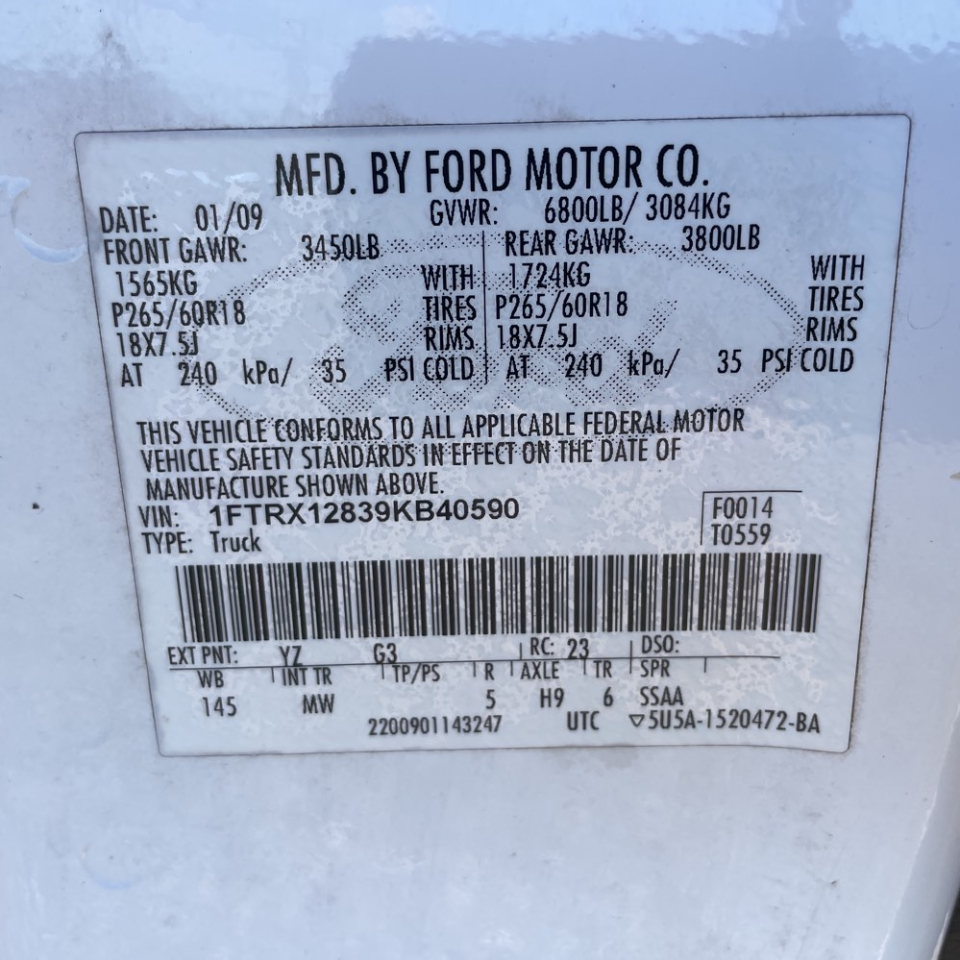 MFD. BY FORD MOTOR CO.
DATE: 01/09 GVWR: 6800LB/ 3084KG
FRONT GAWR: 3450LB REAR GAWR: 3800LB
1565KG WITH 1724KG WITH
P265/60R18 TIRES P265/60R18 TIRES
18X7.5J RIMS 18X7.5J RIMS
AT 240 kPa/ 35 PSI COLD AT 240 kPa/ 35 PSI COLD
THIS VEHICLE CONFORMS TO ALL APPLICABLE FEDERAL MOTOR
VEHICLE SAFETY STANDARDS IN EFFECT ON THE DATE OF
MANUFACTURE SHOWN ABOVE.
VIN: 1FTRX12839KB40590 F0014
TYPE: Truck T0559
EXT PNT: YZ G3 RC: 23 DSO:
WB INT TR TP/PS R AXLE TR SPR
145 MW 5 H9 6 SSAA
2200901143247 UTC ▽5U5A-1520472-BA